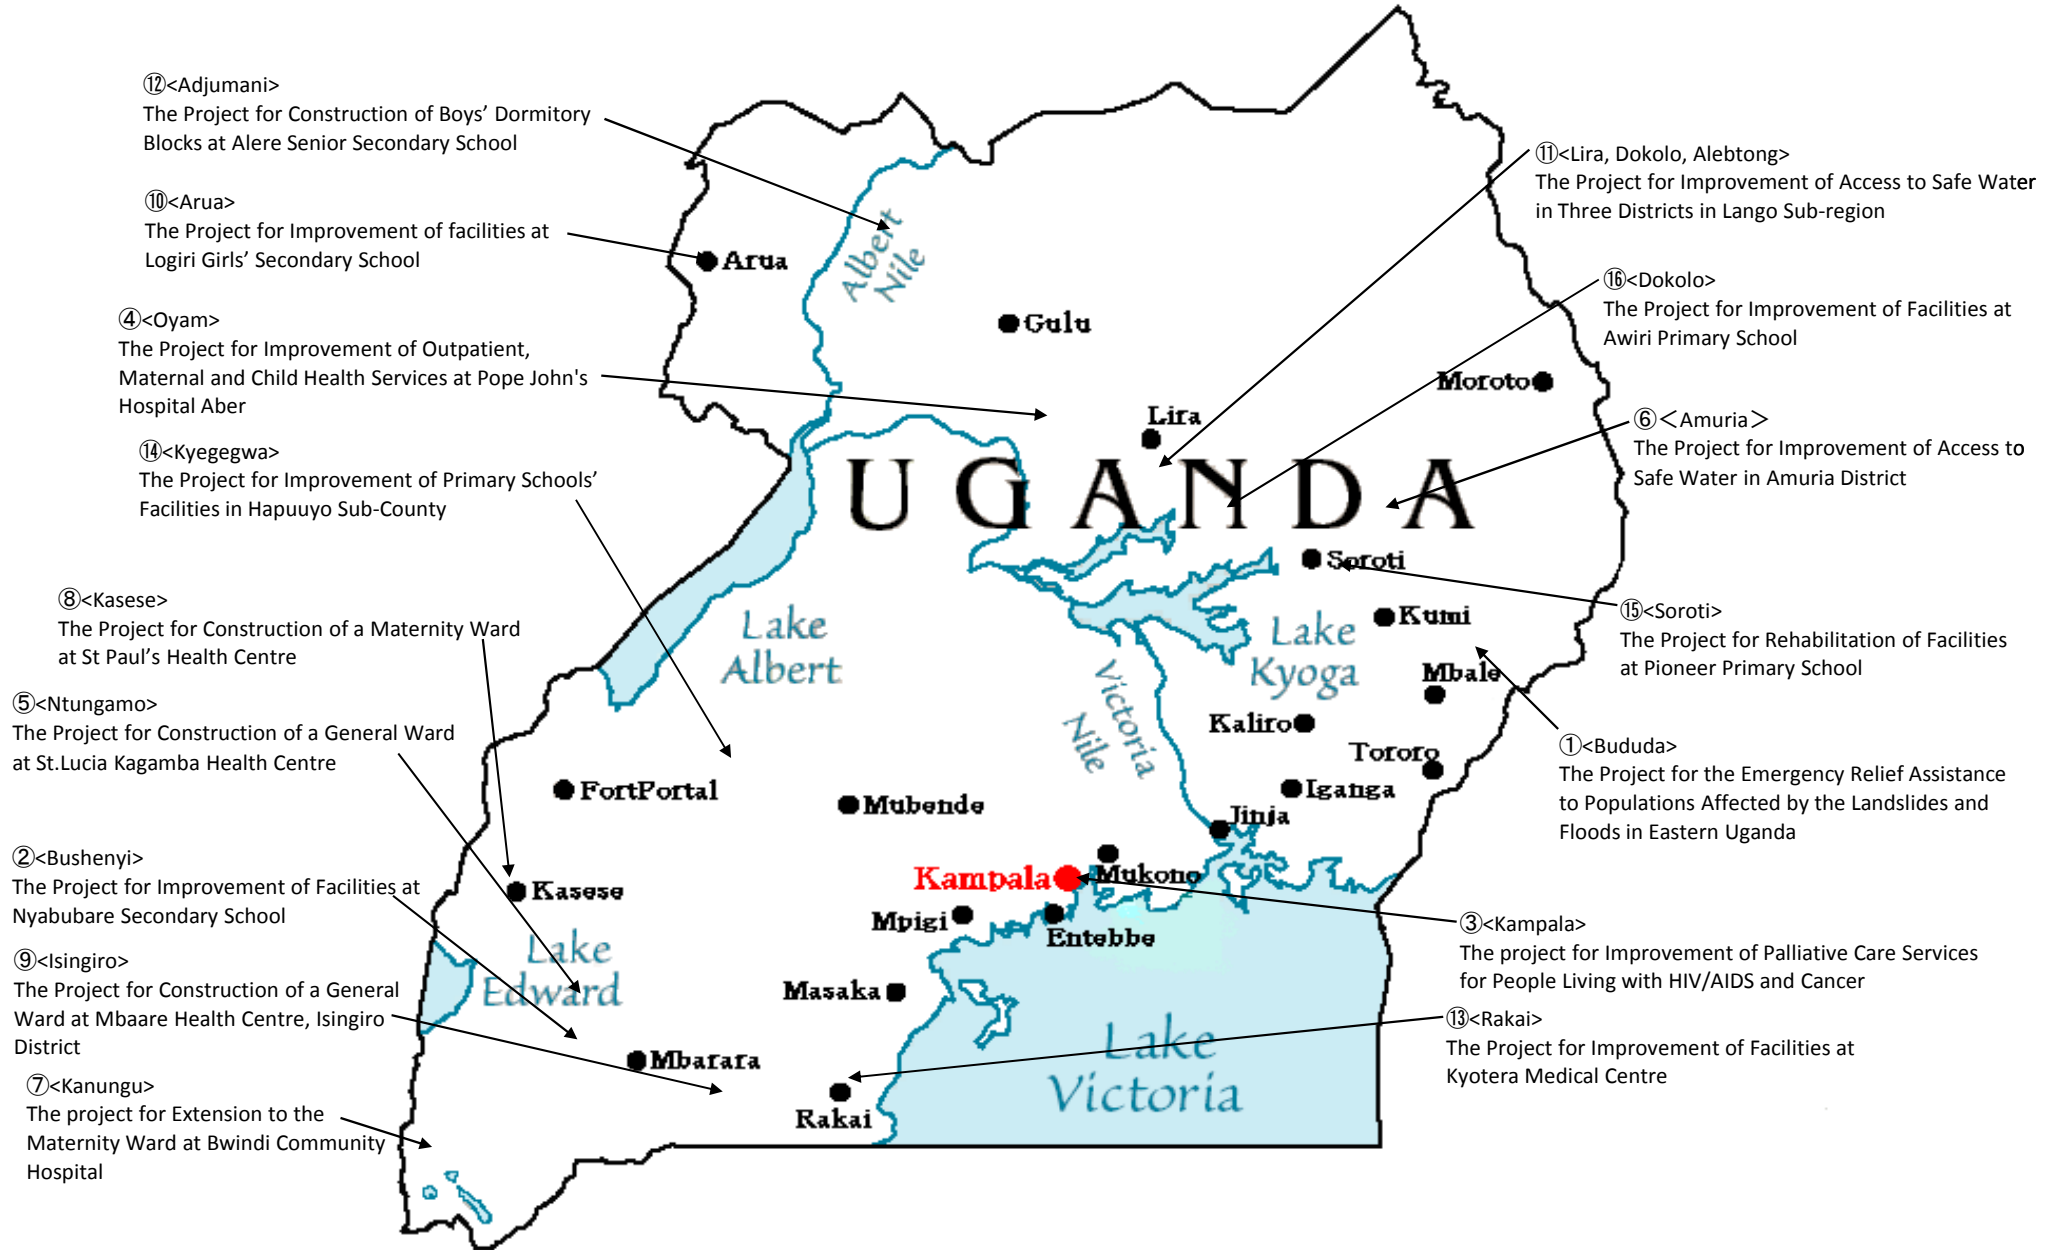 ⑫<Adjumani>
The Project for Construction of Boys’ Dormitory
Blocks at Alere Senior Secondary School
⑩<Arua>
The Project for Improvement of facilities at
Logiri Girls’ Secondary School
④<Oyam>
The Project for Improvement of Outpatient,
Maternal and Child Health Services at Pope John's
Hospital Aber
⑭<Kyegegwa>
The Project for Improvement of Primary Schools’
Facilities in Hapuuyo Sub-County
⑧<Kasese>
The Project for Construction of a Maternity Ward
at St Paul’s Health Centre
⑤<Ntungamo>
The Project for Construction of a General Ward
at St.Lucia Kagamba Health Centre
②<Bushenyi>
The Project for Improvement of Facilities at
Nyabubare Secondary School
⑨<Isingiro>
The Project for Construction of a General
Ward at Mbaare Health Centre, Isingiro
District
⑦<Kanungu>
The project for Extension to the
Maternity Ward at Bwindi Community
Hospital
Arua
Albert
Nile
Gulu
Moroto
Lira
UGANDA
Soroti
Kumi
Lake
Albert
Lake
Kyoga
Mbale
Victoria
Nile
Kaliro
Tororo
FortPortal
Mubende
Iganga
Jinja
Kampala
Mukono
Kasese
Mpigi
Entebbe
Lake
Edward
Masaka
Mbarara
Lake
Victoria
Rakai
⑪<Lira, Dokolo, Alebtong>
The Project for Improvement of Access to Safe Water
in Three Districts in Lango Sub-region
⑯<Dokolo>
The Project for Improvement of Facilities at
Awiri Primary School
⑥＜Amuria＞
The Project for Improvement of Access to
Safe Water in Amuria District
⑮<Soroti>
The Project for Rehabilitation of Facilities
at Pioneer Primary School
①<Bududa>
The Project for the Emergency Relief Assistance
to Populations Affected by the Landslides and
Floods in Eastern Uganda
③<Kampala>
The project for Improvement of Palliative Care Services
for People Living with HIV/AIDS and Cancer
⑬<Rakai>
The Project for Improvement of Facilities at
Kyotera Medical Centre